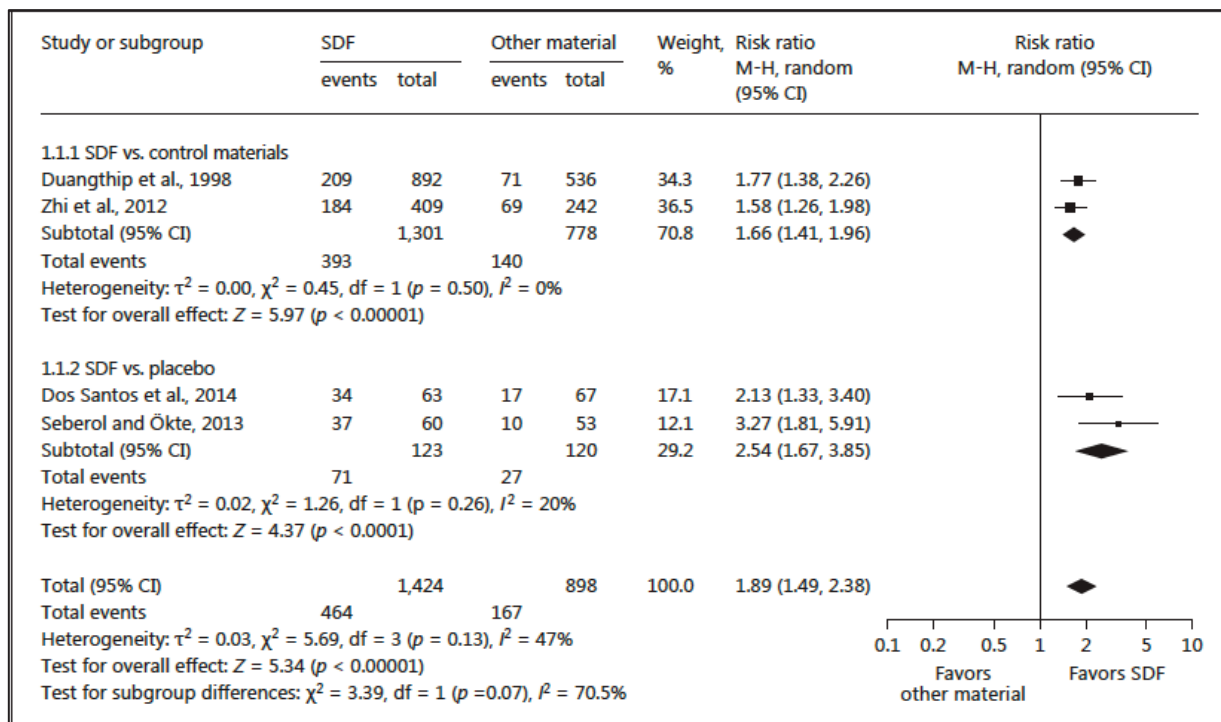 Study or subgroup SDF Other material Weight, Risk ratio Risk ratio
events total events total % M-H, random M-H, random (95% CI)
(95% CI)
1.1.1 SDF vs. control materials
Duangthip et al., 1998 209 892 71 536 34.3 1.77 (1.38, 2.26)
Zhi et al., 2012 184 409 69 242 36.5 1.58 (1.26, 1.98)
Subtotal (95% CI) 1,301 778 70.8 1.66 (1.41, 1.96)
Total events 393 140
Heterogeneity: τ² = 0.00, χ² = 0.45, df = 1 (p = 0.50), I² = 0%
Test for overall effect: Z = 5.97 (p < 0.00001)
1.1.2 SDF vs. placebo
Dos Santos et al., 2014 34 63 17 67 17.1 2.13 (1.33, 3.40)
Seberol and Ökte, 2013 37 60 10 53 12.1 3.27 (1.81, 5.91)
Subtotal (95% CI) 123 120 29.2 2.54 (1.67, 3.85)
Total events 71 27
Heterogeneity: τ² = 0.02, χ² = 1.26, df = 1 (p = 0.26), I² = 20%
Test for overall effect: Z = 4.37 (p < 0.0001)
Total (95% CI) 1,424 898 100.0 1.89 (1.49, 2.38)
Total events 464 167
Heterogeneity: τ² = 0.03, χ² = 5.69, df = 3 (p = 0.13), I² = 47%
Test for overall effect: Z = 5.34 (p < 0.00001)
Test for subgroup differences: χ² = 3.39, df = 1 (p =0.07), I² = 70.5%
0.1 0.2 0.5 1 2 5 10
Favors Favors SDF
other material